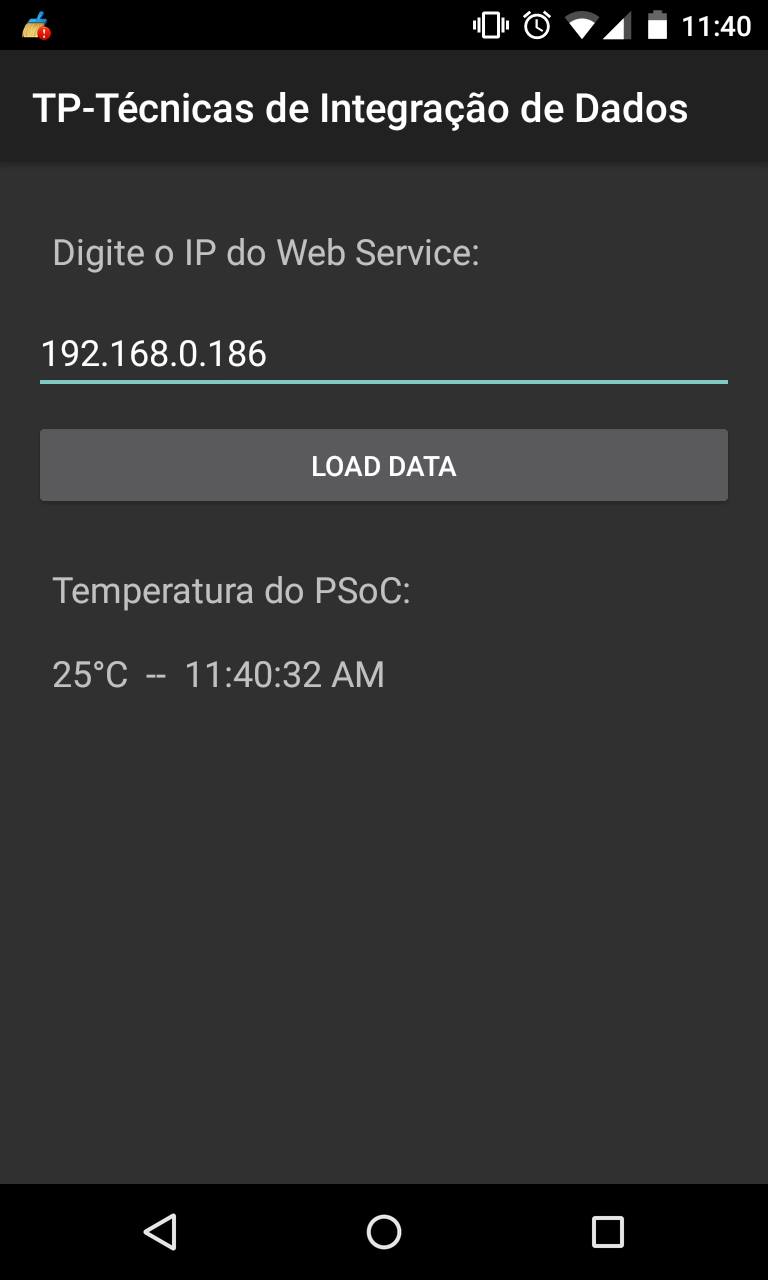 11:40
TP-Técnicas de Integração de Dados
Digite o IP do Web Service:
192.168.0.186
LOAD DATA
Temperatura do PSoC:
25°C -- 11:40:32 AM